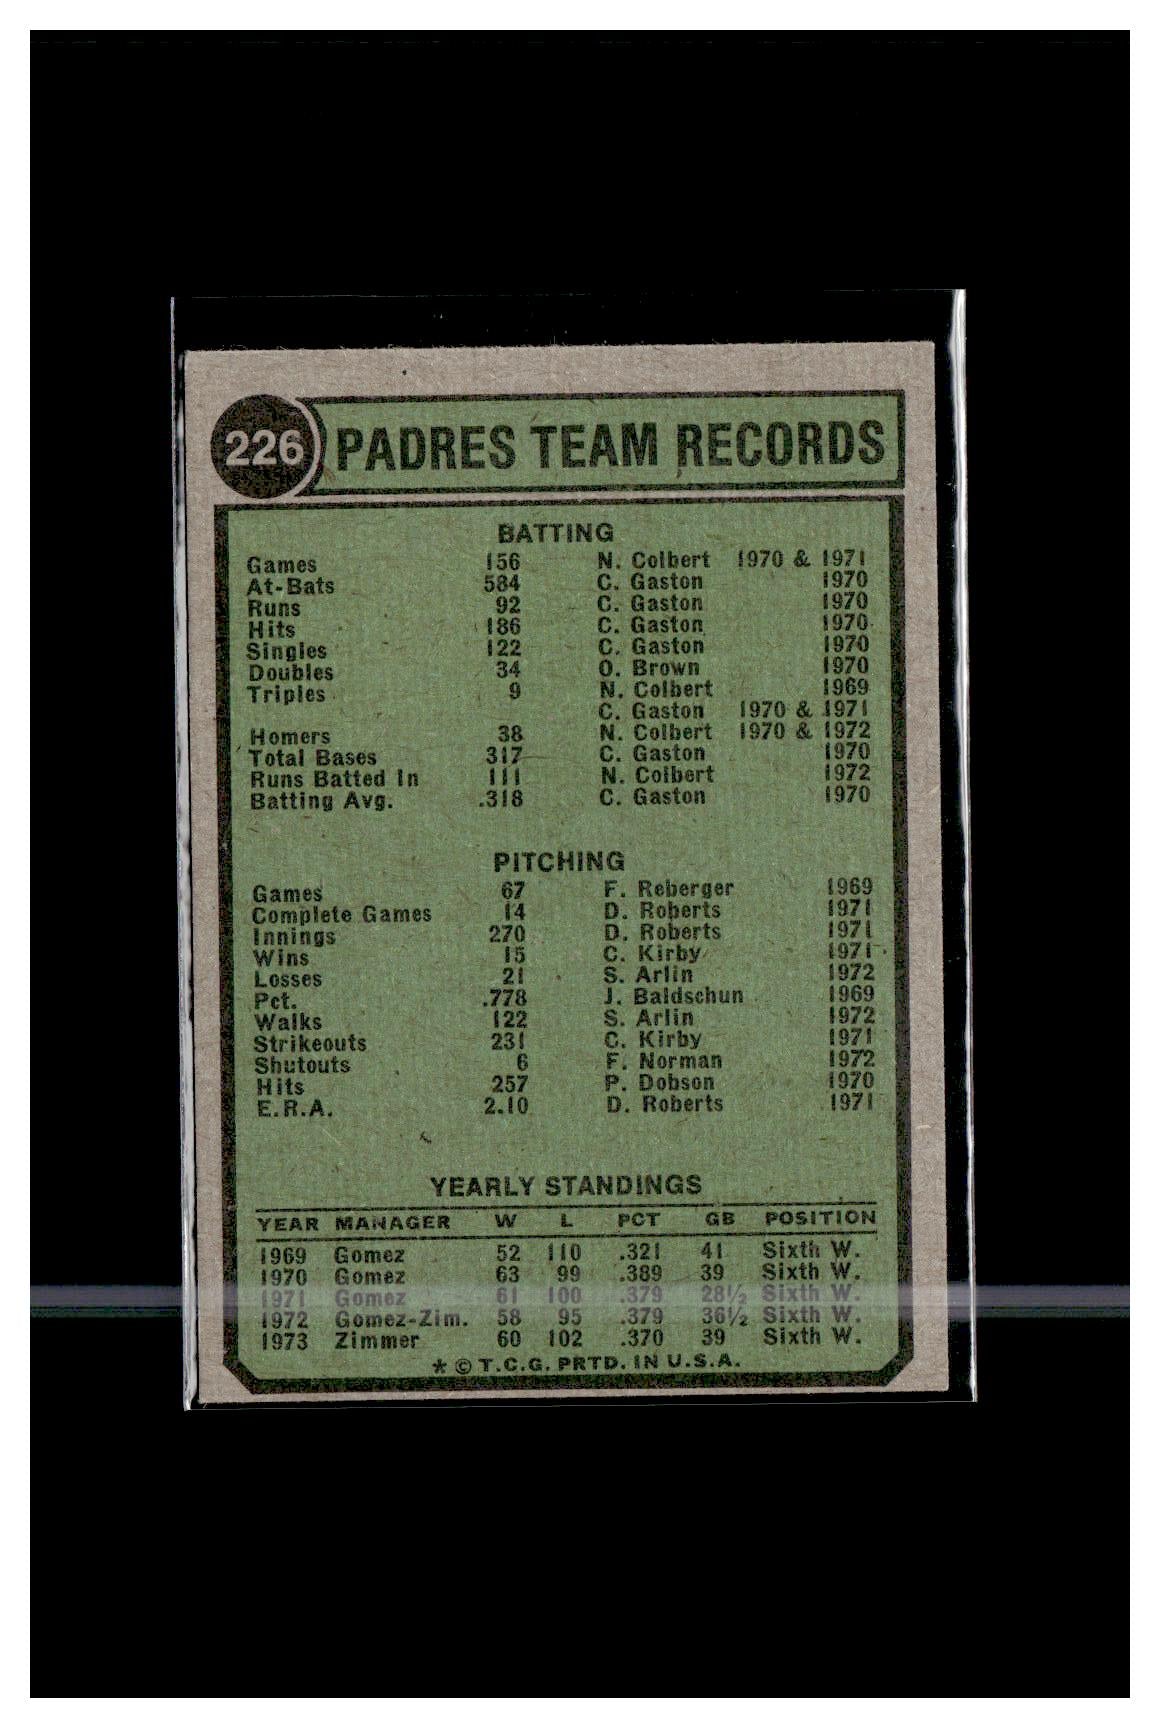 226 PADRES TEAM RECORDS
BATTING
Games 156 N. Colbert 1970 & 1971
At-Bats 584 C. Gaston 1970
Runs 92 C. Gaston 1970
Hits 186 C. Gaston 1970
Singles 122 C. Gaston 1970
Doubles 34 O. Brown 1970
Triples 9 N. Colbert 1969
C. Gaston 1970 & 1971
Homers 38 N. Colbert 1970 & 1972
Total Bases 317 C. Gaston 1970
Runs Batted In 111 N. Colbert 1972
Batting Avg. .318 C. Gaston 1970
PITCHING
Games 67 F. Reberger 1969
Complete Games 14 D. Roberts 1971
Innings 270 D. Roberts 1971
Wins 15 C. Kirby 1971
Losses 21 S. Arlin 1972
Pct. .778 J. Baldschun 1969
Walks 122 S. Arlin 1972
Strikeouts 231 C. Kirby 1971
Shutouts 6 F. Norman 1972
Hits 257 P. Dobson 1970
E.R.A. 2.10 D. Roberts 1971
YEARLY STANDINGS
YEAR MANAGER W L PCT GB POSITION
1969 Gomez 52 110 .321 41 Sixth W.
1970 Gomez 63 99 .389 39 Sixth W.
1971 Gomez 61 100 .379 28½ Sixth W.
1972 Gomez-Zim. 58 95 .379 36½ Sixth W.
1973 Zimmer 60 102 .370 39 Sixth W.
* © T.C.G. PRTD. IN U.S.A.